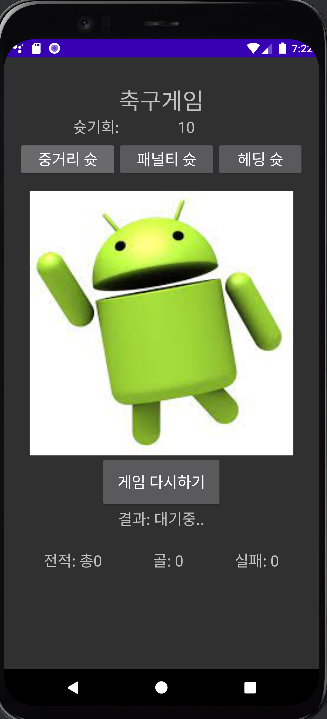 7:22
축구게임
슛기회: 10
중거리 슛 패널티 슛 헤딩 슛
게임 다시하기
결과: 대기중..
전적: 총0 골: 0 실패: 0